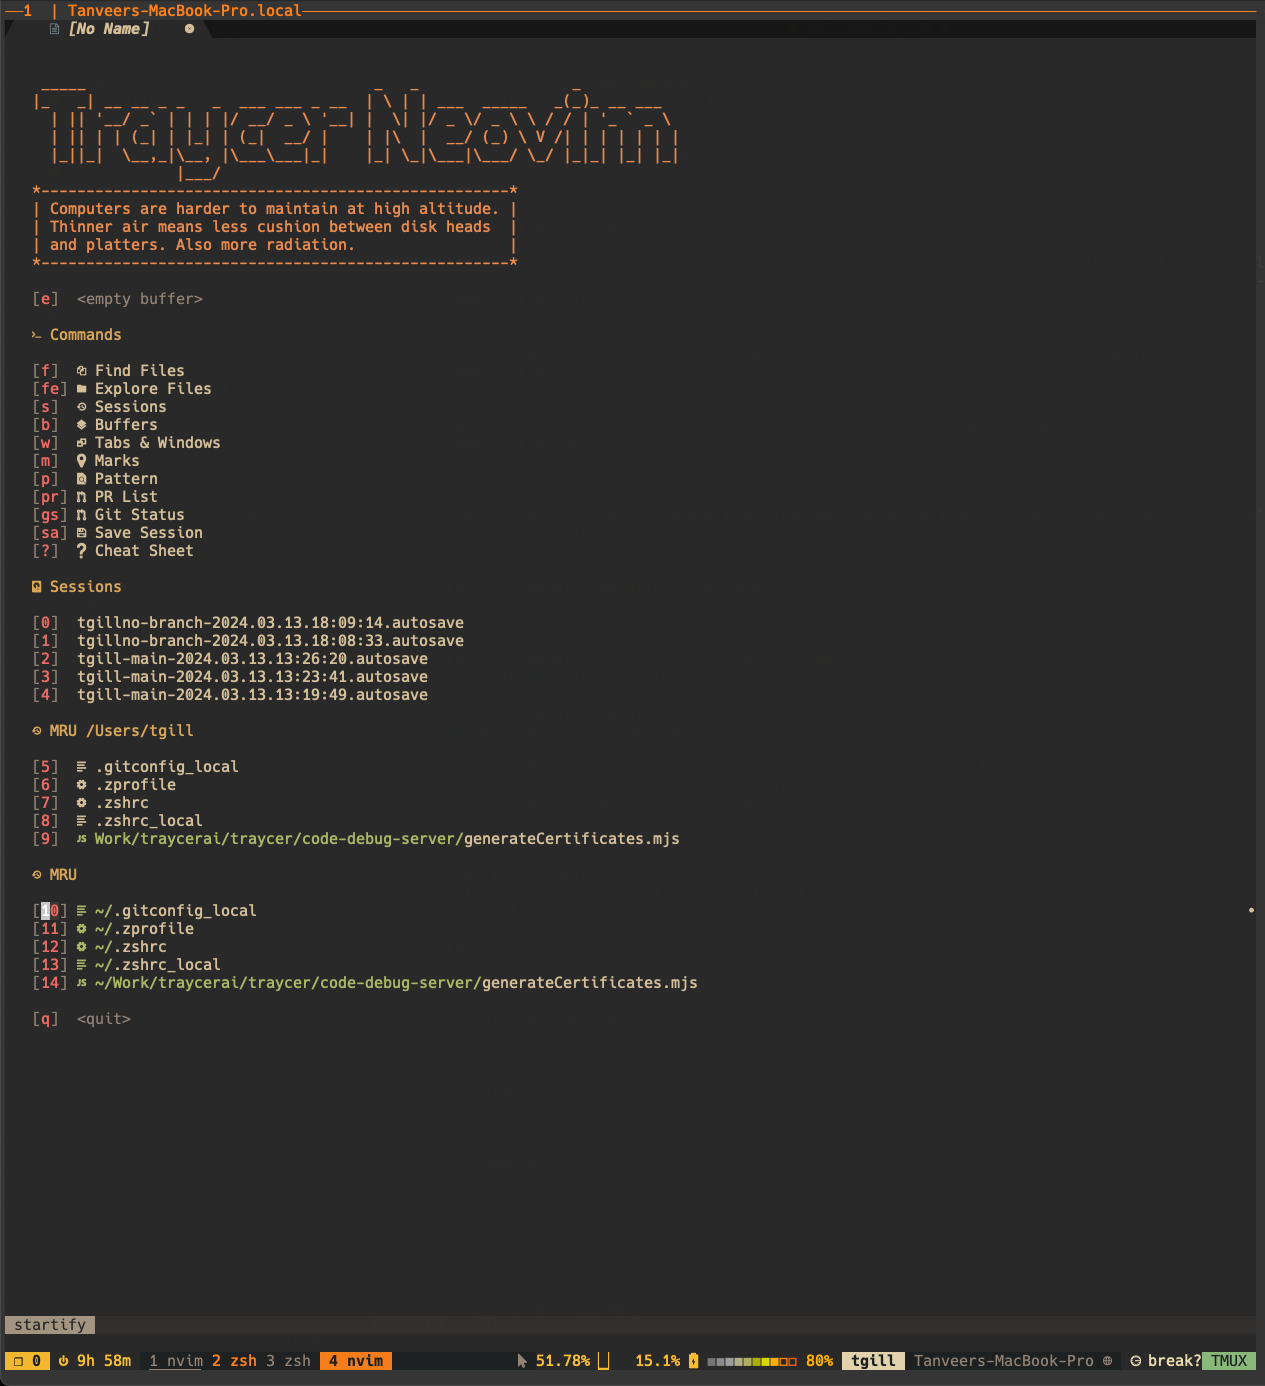 1 | Tanveers-MacBook-Pro.local
[No Name]
Traycer Neovim
*----------------------------------------------------*
| Computers are harder to maintain at high altitude. |
| Thinner air means less cushion between disk heads  |
| and platters. Also more radiation.                 |
*----------------------------------------------------*
[e]  <empty buffer>
Commands
[f]  Find Files
[fe] Explore Files
[s]  Sessions
[b]  Buffers
[w]  Tabs & Windows
[m]  Marks
[p]  Pattern
[pr] PR List
[gs] Git Status
[sa] Save Session
[?]  ? Cheat Sheet
Sessions
[0]  tgillno-branch-2024.03.13.18:09:14.autosave
[1]  tgillno-branch-2024.03.13.18:08:33.autosave
[2]  tgill-main-2024.03.13.13:26:20.autosave
[3]  tgill-main-2024.03.13.13:23:41.autosave
[4]  tgill-main-2024.03.13.13:19:49.autosave
MRU /Users/tgill
[5]  .gitconfig_local
[6]  .zprofile
[7]  .zshrc
[8]  .zshrc_local
[9]  JS Work/traycerai/traycer/code-debug-server/generateCertificates.mjs
MRU
[10] ~/.gitconfig_local
[11] ~/.zprofile
[12] ~/.zshrc
[13] ~/.zshrc_local
[14] JS ~/Work/traycerai/traycer/code-debug-server/generateCertificates.mjs
[q]  <quit>
startify
0 9h 58m 1 nvim 2 zsh 3 zsh 4 nvim 51.78% 15.1% 80% tgill Tanveers-MacBook-Pro break? TMUX